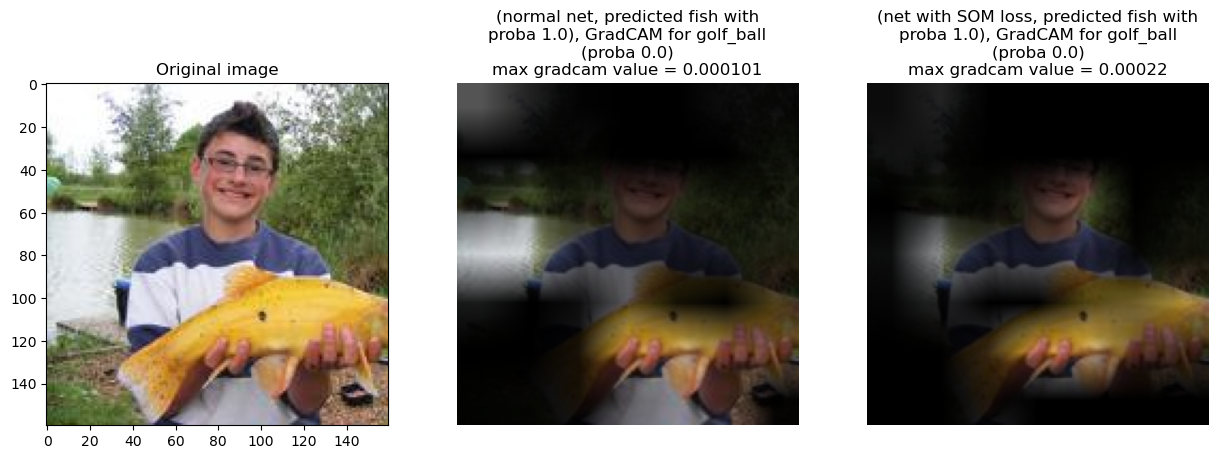 Original image
(normal net, predicted fish with
proba 1.0), GradCAM for golf_ball
(proba 0.0)
max gradcam value = 0.000101
(net with SOM loss, predicted fish with
proba 1.0), GradCAM for golf_ball
(proba 0.0)
max gradcam value = 0.00022
0
20
40
60
80
100
120
140
0 20 40 60 80 100 120 140